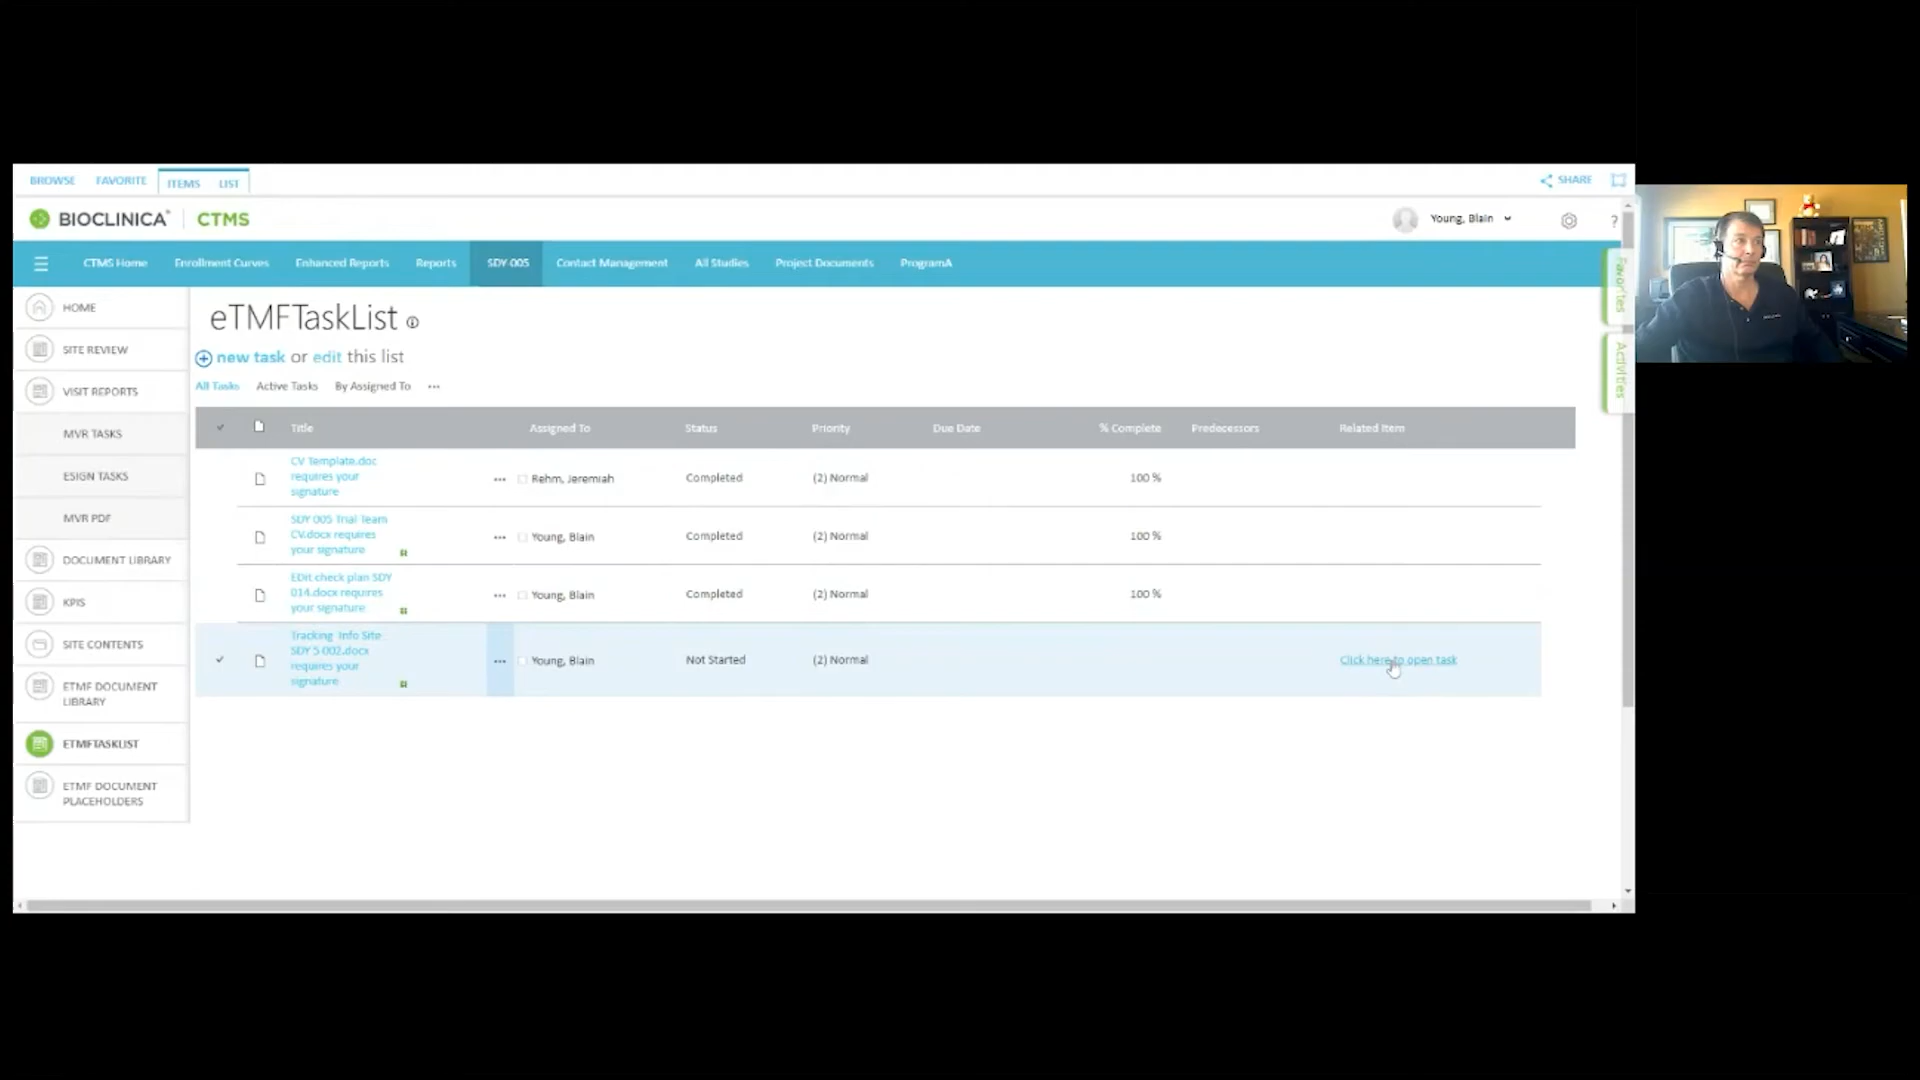 BROWSE FAVORITE ITEMS LIST SHARE
BIOCLINICA® CTMS Young, Blain ?
CTMS Home Enrollment Curves Enhanced Reports Reports SDY-005 Contact Management All Studies Project Documents ProgramA
Favorites
Activities
HOME
SITE REVIEW
VISIT REPORTS
MVR TASKS
ESIGN TASKS
MVR PDF
DOCUMENT LIBRARY
KPIS
SITE CONTENTS
ETMF DOCUMENT
LIBRARY
ETMFTASKLIST
ETMF DOCUMENT
PLACEHOLDERS
eTMFTaskList
new task or edit this list
All Tasks Active Tasks By Assigned To ...
Title Assigned To Status Priority Due Date % Complete Predecessors Related Item
CV Template.doc
requires your
signature
... Rehm, Jeremiah Completed (2) Normal 100 %
SDY 005 Trial Team
CV.docx requires
your signature
... Young, Blain Completed (2) Normal 100 %
EDit check plan SDY
014.docx requires
your signature
... Young, Blain Completed (2) Normal 100 %
Tracking Info Site
SDY 5 002.docx
requires your
signature
... Young, Blain Not Started (2) Normal Click here to open task